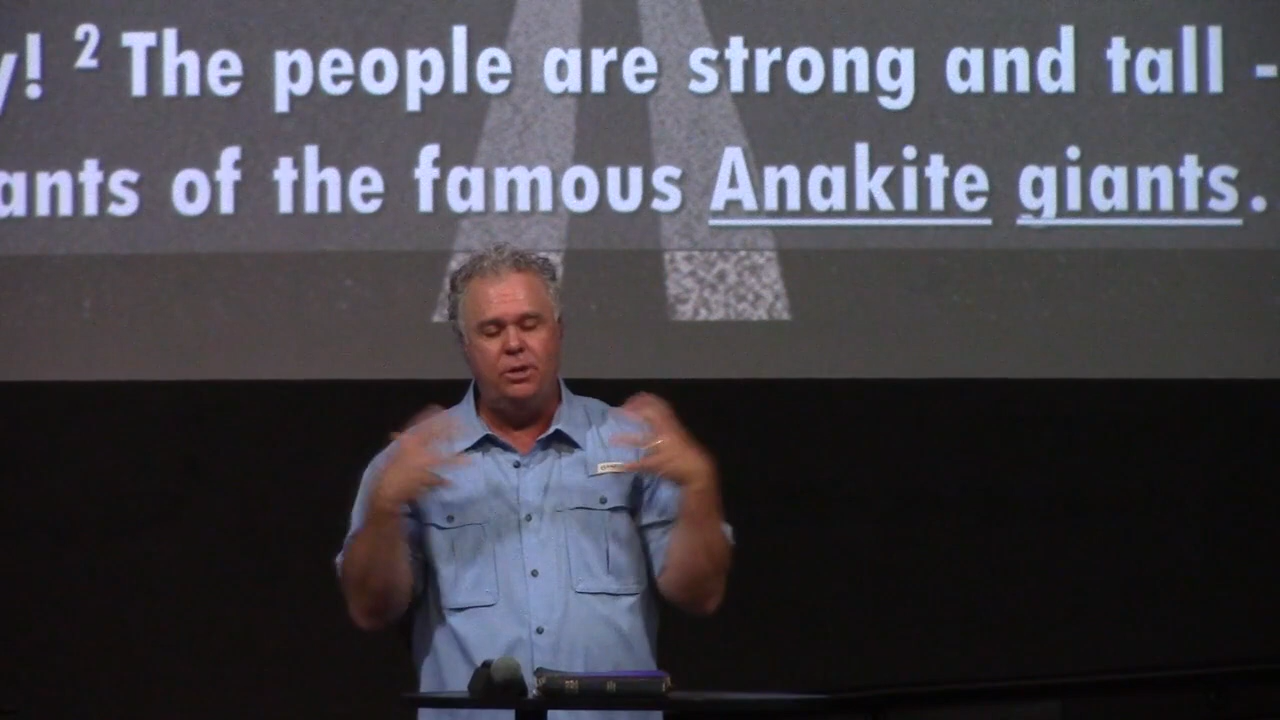 y! ² The people are strong and tall -
ants of the famous Anakite giants.